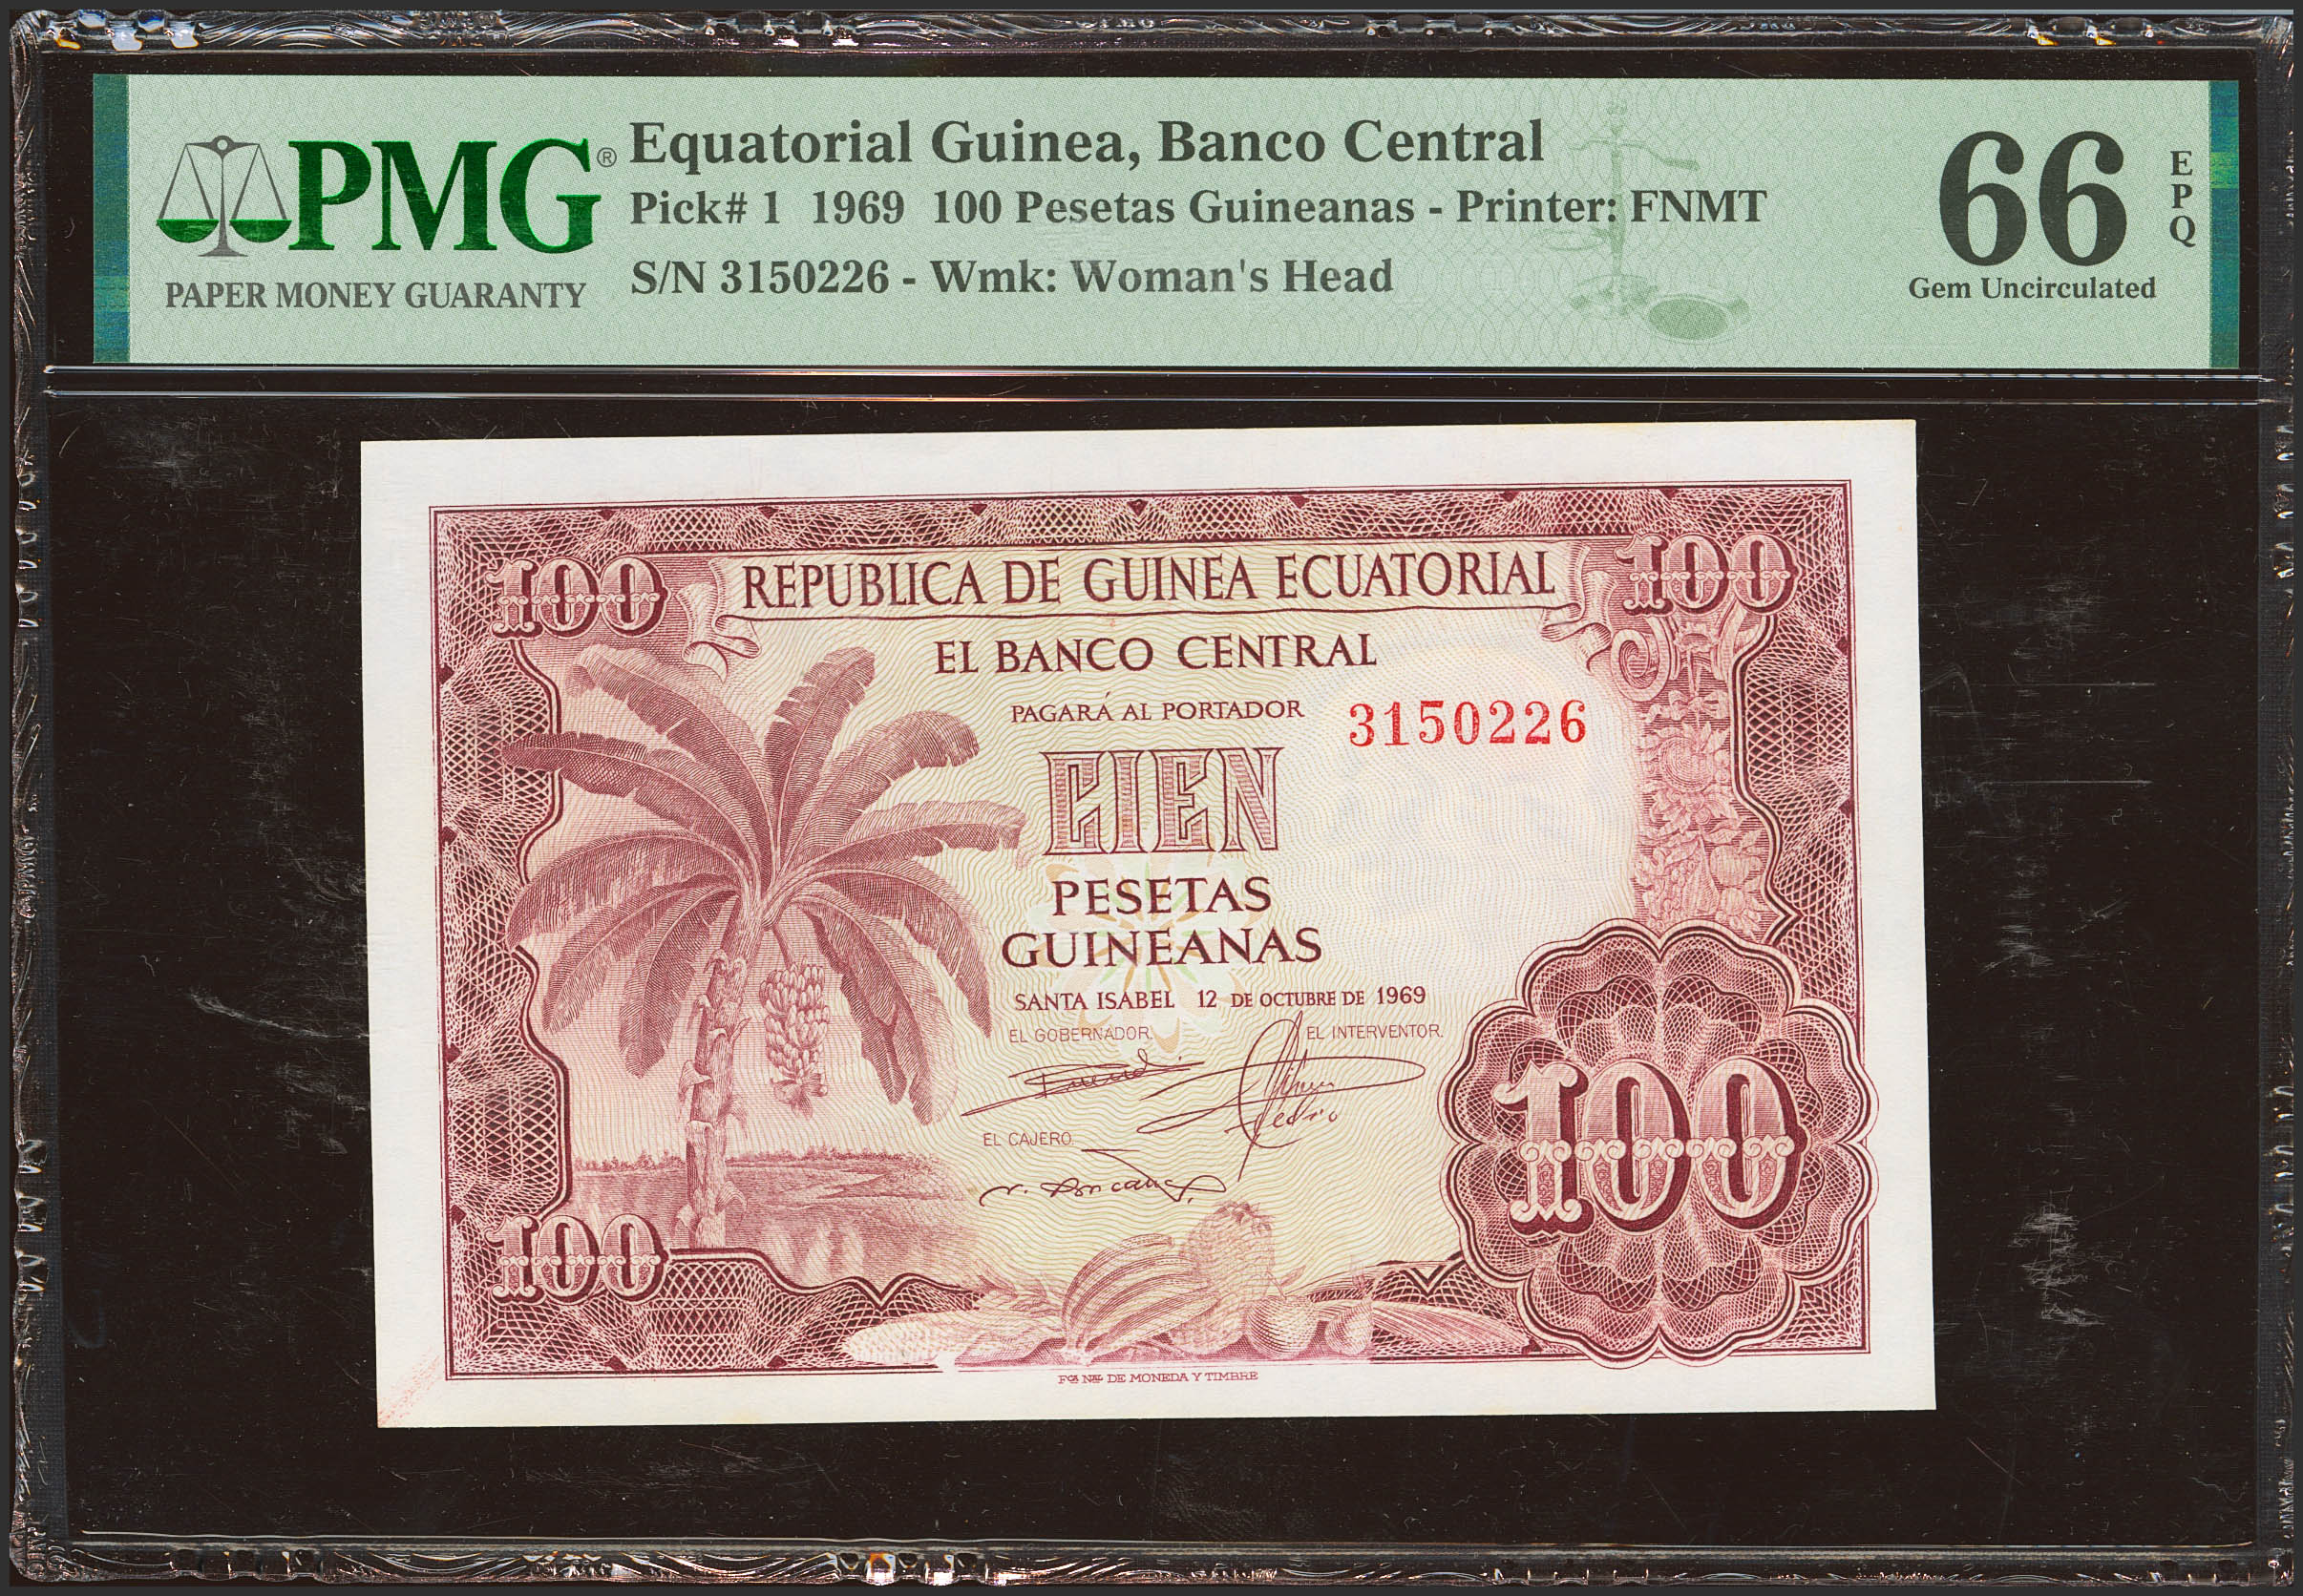 PMG®
PAPER MONEY GUARANTY
Equatorial Guinea, Banco Central
Pick# 1 1969 100 Pesetas Guineanas - Printer: FNMT
S/N 3150226 - Wmk: Woman's Head
66
EPQ
Gem Uncirculated
100
REPUBLICA DE GUINEA ECUATORIAL
100
EL BANCO CENTRAL
PAGARÁ AL PORTADOR
3150226
CIEN
PESETAS
GUINEANAS
SANTA ISABEL 12 DE OCTUBRE DE 1969
EL GOBERNADOR.
EL INTERVENTOR.
EL CAJERO.
100
100
FCA NAL DE MONEDA Y TIMBRE